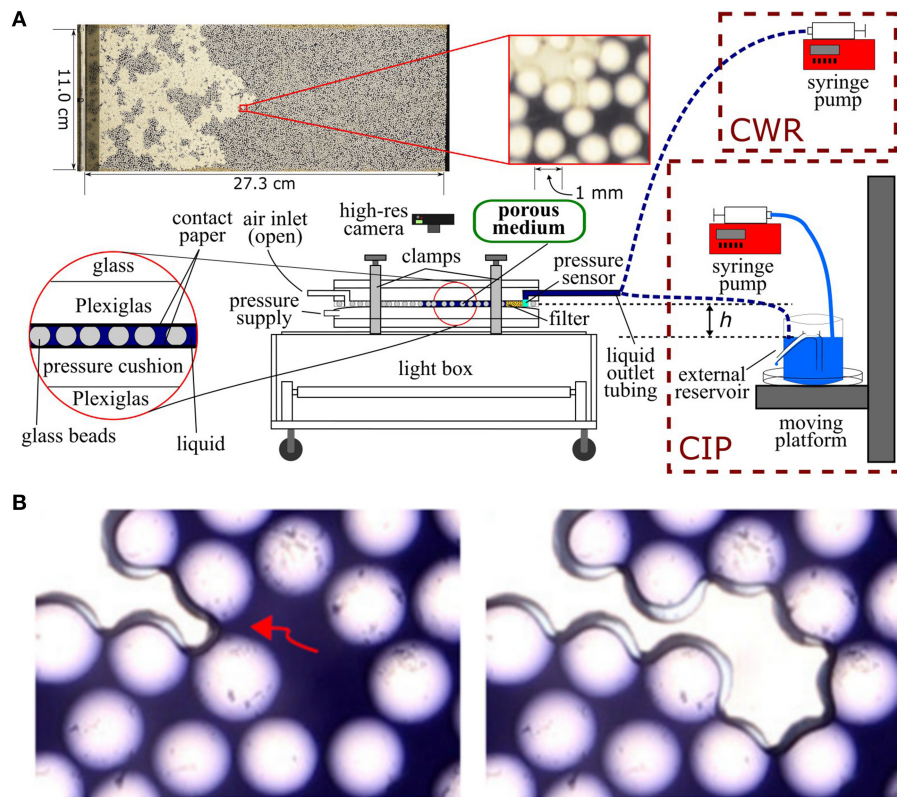 A
11.0 cm
27.3 cm
1 mm
syringe
pump
CWR
contact
paper
air inlet
(open)
high-res
camera
porous
medium
clamps
pressure
sensor
syringe
pump
glass
Plexiglas
pressure
supply
filter
h
pressure cushion
light box
liquid
outlet
tubing
external
reservoir
Plexiglas
glass beads
liquid
moving
platform
CIP
B